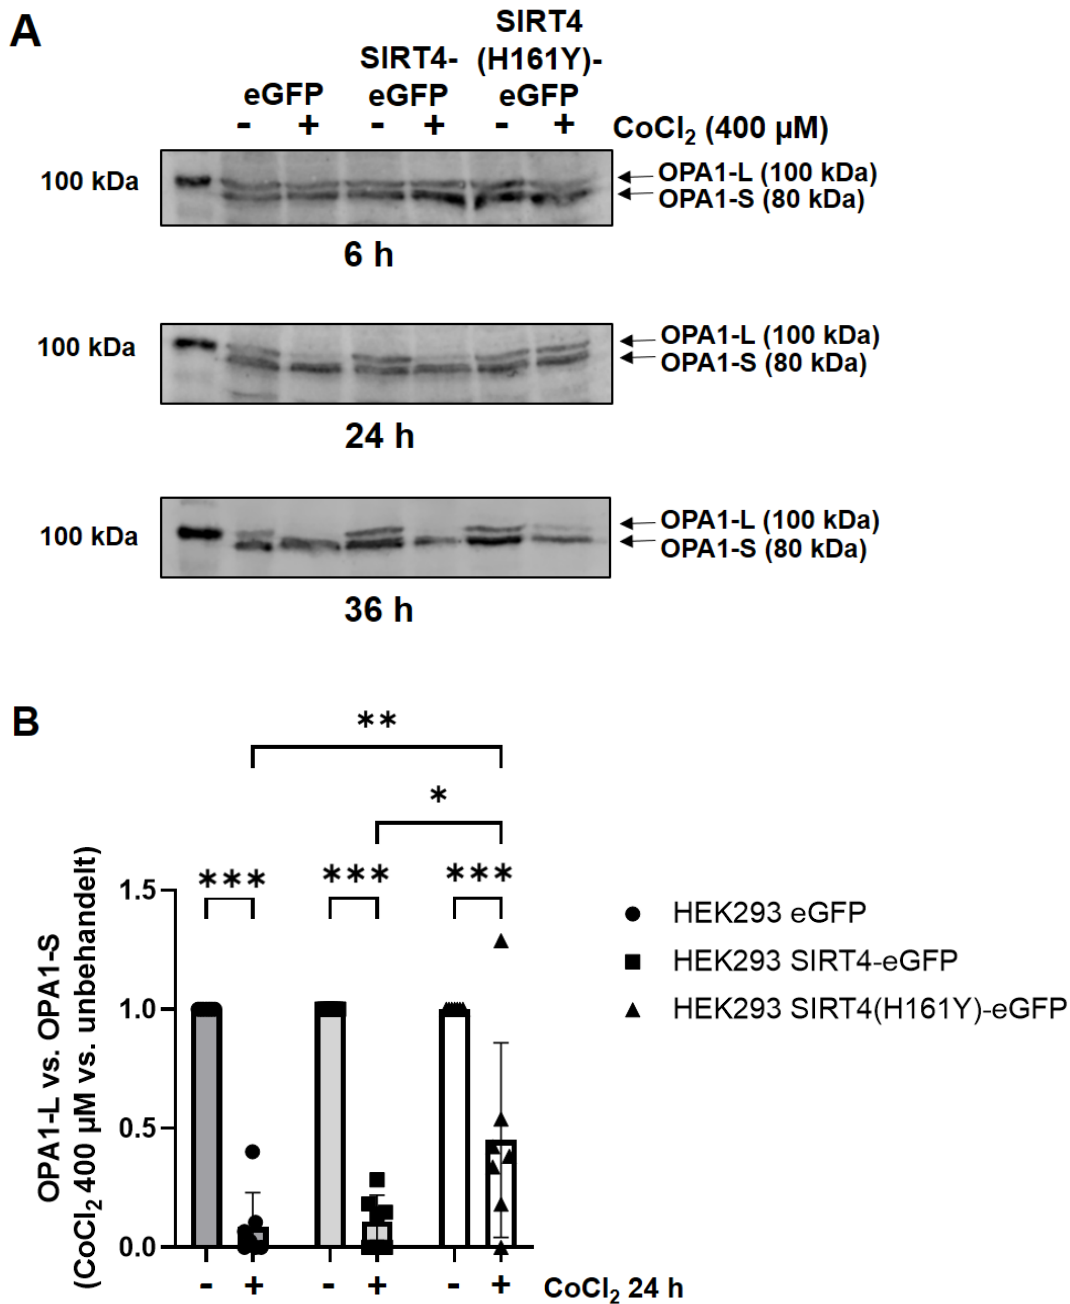 A
SIRT4
SIRT4- (H161Y)-
eGFP eGFP eGFP
- + - + - + CoCl2 (400 µM)
100 kDa OPA1-L (100 kDa)
OPA1-S (80 kDa)
6 h
100 kDa OPA1-L (100 kDa)
OPA1-S (80 kDa)
24 h
100 kDa OPA1-L (100 kDa)
OPA1-S (80 kDa)
36 h
B
**
*
*** *** ***
OPA1-L vs. OPA1-S
(CoCl2 400 µM vs. unbehandelt)
1.5
1.0
0.5
0.0
- + - + - + CoCl2 24 h
HEK293 eGFP
HEK293 SIRT4-eGFP
HEK293 SIRT4(H161Y)-eGFP